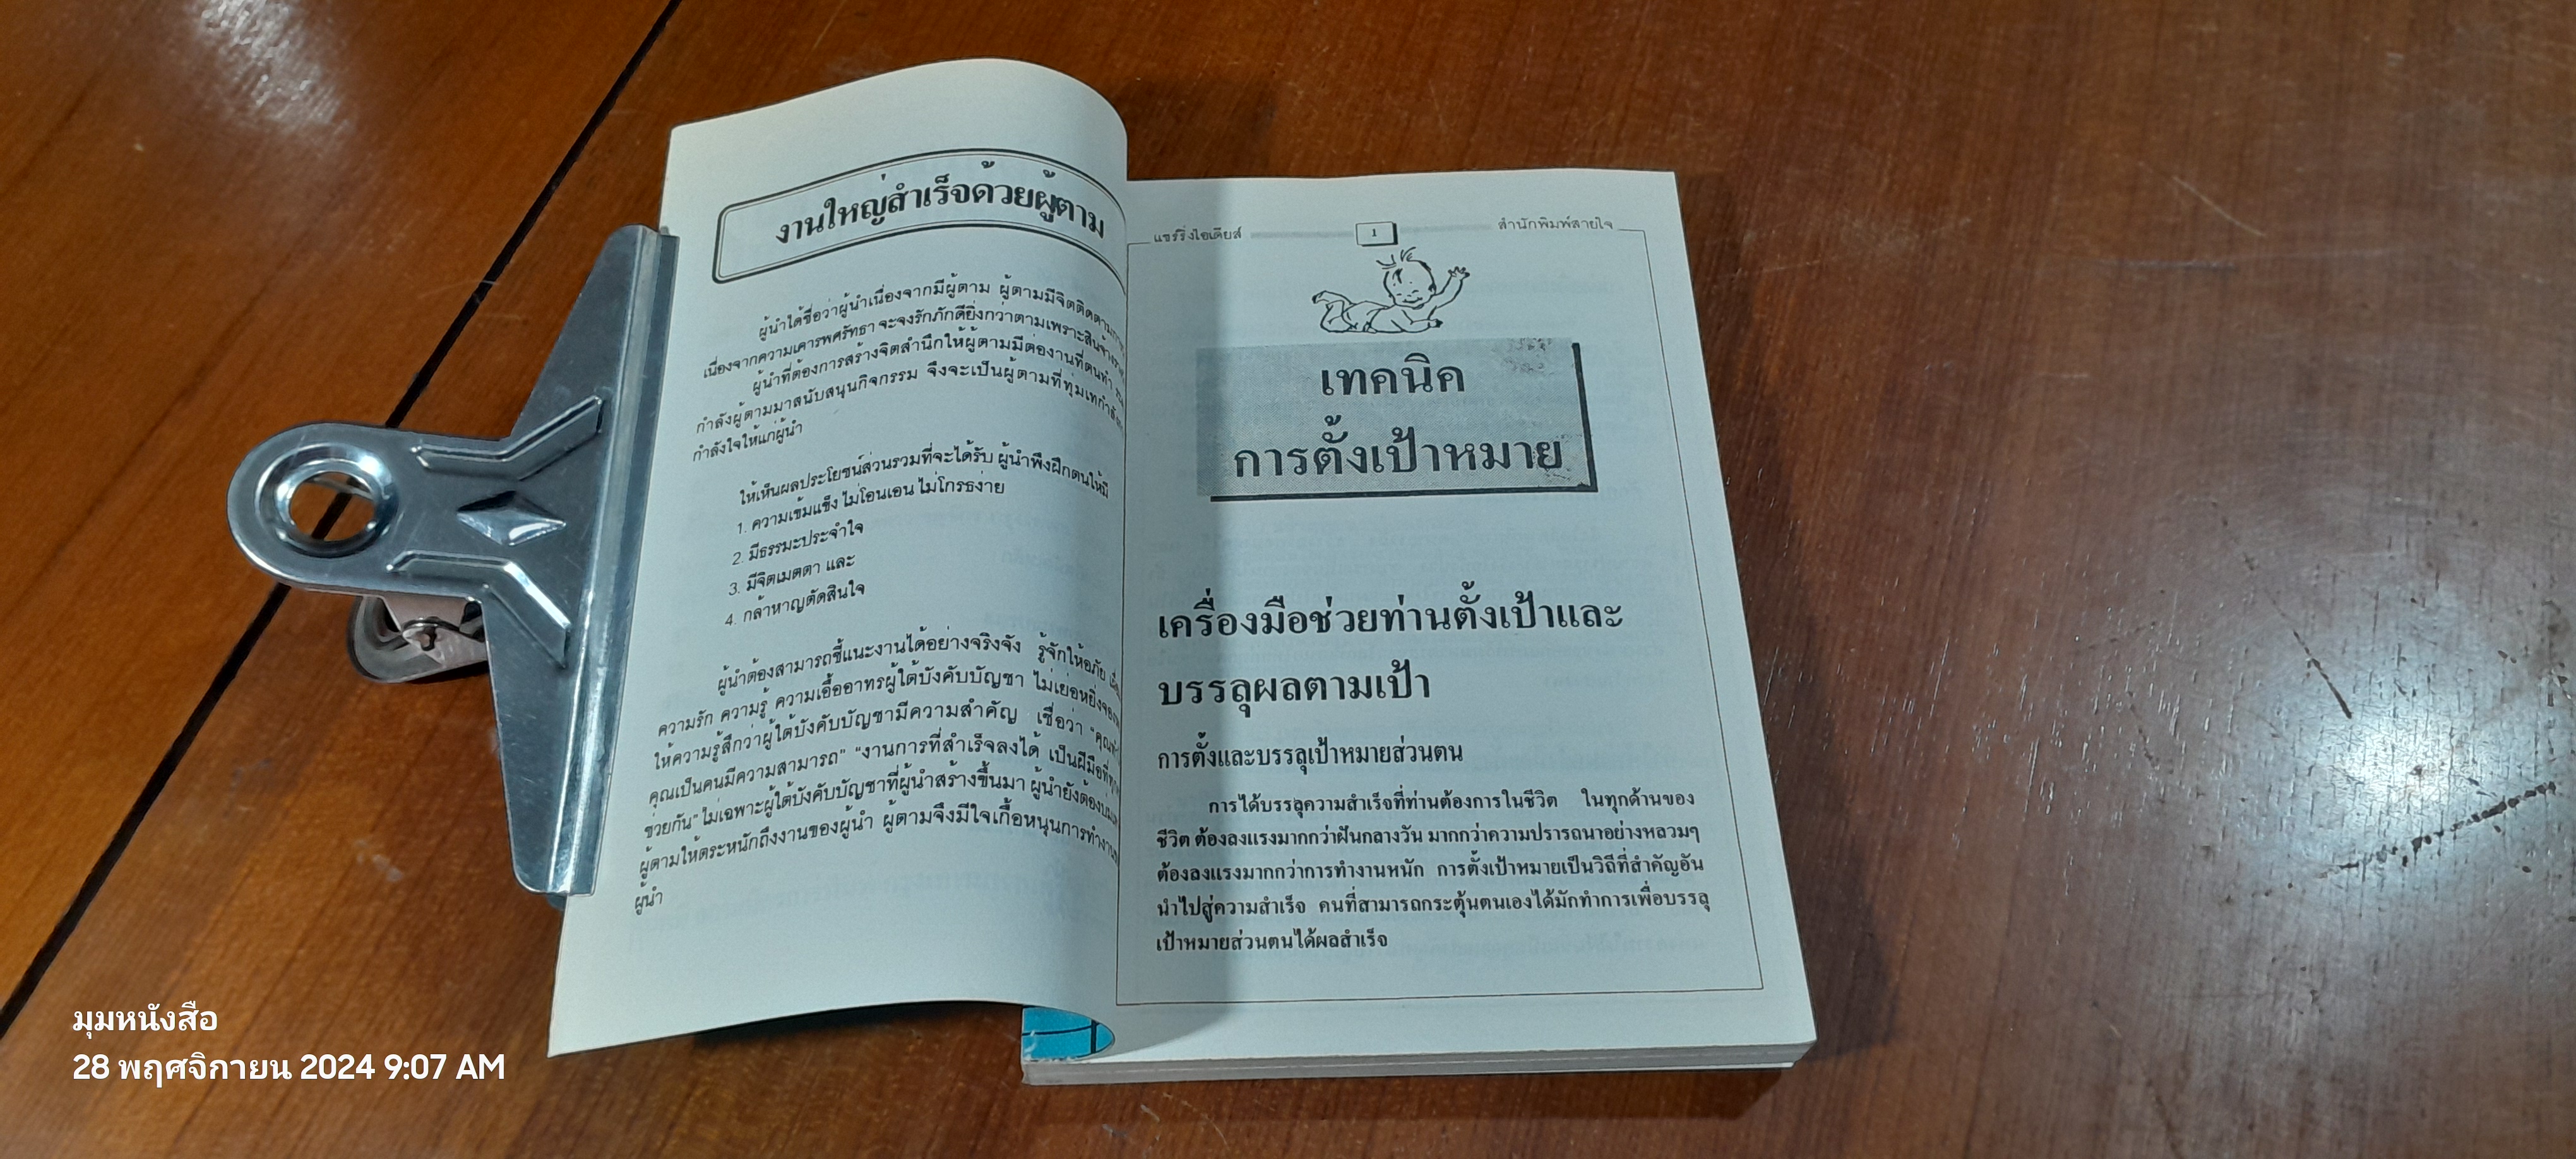 งานใหญ่สำเร็จด้วยผู้ตาม
ผู้นำได้ชื่อว่าผู้นำเนื่องจากมีผู้ตาม ผู้ตามมีจิตติดตาม
เนื่องจากความเคารพศรัทธา จะจงรักภักดียิ่งกว่าตามเพราะสินจ้าง
ผู้นำที่ต้องการสร้างจิตสำนึกให้ผู้ตามมีต่องานที่ตนทำ
กำลังผู้ตามมาสนับสนุนกิจกรรม จึงจะเป็นผู้ตามที่ทุ่มเทกำลัง
กำลังใจให้แก่ผู้นำ
ให้เห็นผลประโยชน์ส่วนรวมที่จะได้รับ ผู้นำพึงฝึกตนให้มี
1. ความเข้มแข็ง ไม่โอนเอน ไม่โกรธง่าย
2. มีธรรมะประจำใจ
3. มีจิตเมตตา และ
4. กล้าหาญตัดสินใจ
ผู้นำต้องสามารถชี้แนะงานได้อย่างจริงจัง รู้จักให้อภัย
ความรัก ความรู้ ความเอื้ออาทรผู้ใต้บังคับบัญชา ไม่เย่อหยิ่งจองหอง
ให้ความรู้สึกว่าผู้ใต้บังคับบัญชามีความสำคัญ เชื่อว่า
คุณเป็นคนมีความสามารถ" "งานการที่สำเร็จลงได้ เป็นฝีมือที่ทุกคน
ช่วยกัน" ไม่เฉพาะผู้ใต้บังคับบัญชาที่ผู้นำสร้างขึ้นมา ผู้นำยังต้อง
ผู้ตามให้ตระหนักถึงงานของผู้นำ ผู้ตามจึงมีใจเกื้อหนุนการทำงาน
ผู้นำ
แชร์ริ่งไอเดียส์ 1 สำนักพิมพ์สายใจ
เทคนิค
การตั้งเป้าหมาย
เครื่องมือช่วยท่านตั้งเป้าและ
บรรลุผลตามเป้า
การตั้งและบรรลุเป้าหมายส่วนตน
การได้บรรลุความสำเร็จที่ท่านต้องการในชีวิต ในทุกด้านของ
ชีวิต ต้องลงแรงมากกว่าฝันกลางวัน มากกว่าความปรารถนาอย่างหลวมๆ
ต้องลงแรงมากกว่าการทำงานหนัก การตั้งเป้าหมายเป็นวิถีที่สำคัญอัน
นำไปสู่ความสำเร็จ คนที่สามารถกระตุ้นตนเองได้มักทำการเพื่อบรรลุ
เป้าหมายส่วนตนได้ผลสำเร็จ
มุมหนังสือ
28 พฤศจิกายน 2024 9:07 AM